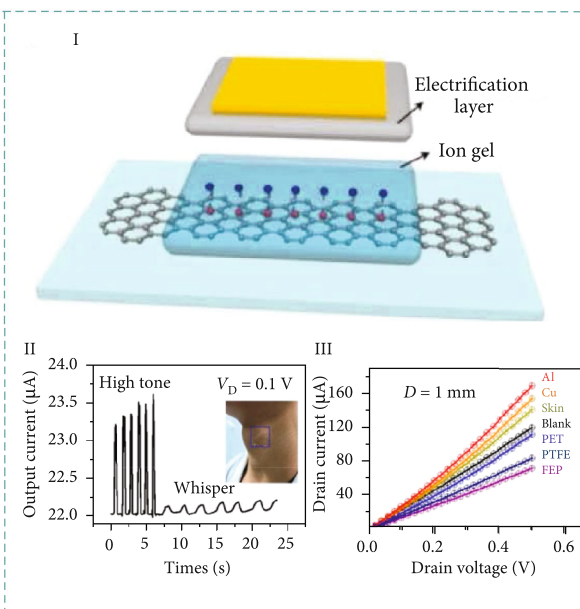 I
Electrification
layer
Ion gel
II
High tone
V_D = 0.1 V
Whisper
24.0
23.5
23.0
22.5
22.0
Output current (μA)
0 5 10 15 20 25
Times (s)
III
D = 1 mm
Al
Cu
Skin
Blank
PET
PTFE
FEP
160
120
80
40
Drain current (μA)
0.0 0.2 0.4 0.6
Drain voltage (V)